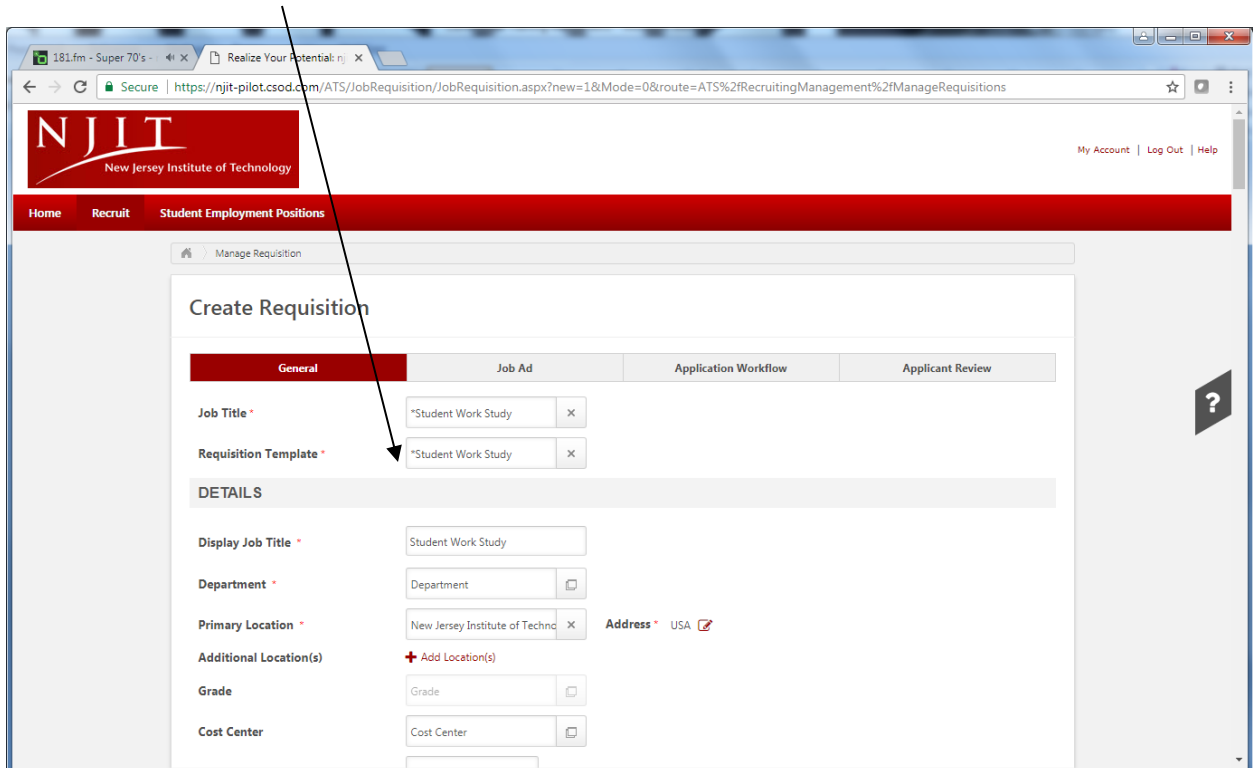 181.fm - Super 70's - Realize Your Potential: nj
Secure | https://njit-pilot.csod.com/ATS/JobRequisition/JobRequisition.aspx?new=1&Mode=0&route=ATS%2fRecruitingManagement%2fManageRequisitions
NJIT
New Jersey Institute of Technology
My Account | Log Out | Help
Home Recruit Student Employment Positions
Manage Requisition
Create Requisition
General Job Ad Application Workflow Applicant Review
Job Title * *Student Work Study
Requisition Template * *Student Work Study
?
DETAILS
Display Job Title * Student Work Study
Department * Department
Primary Location * New Jersey Institute of Techno Address * USA
Additional Location(s) Add Location(s)
Grade Grade
Cost Center Cost Center